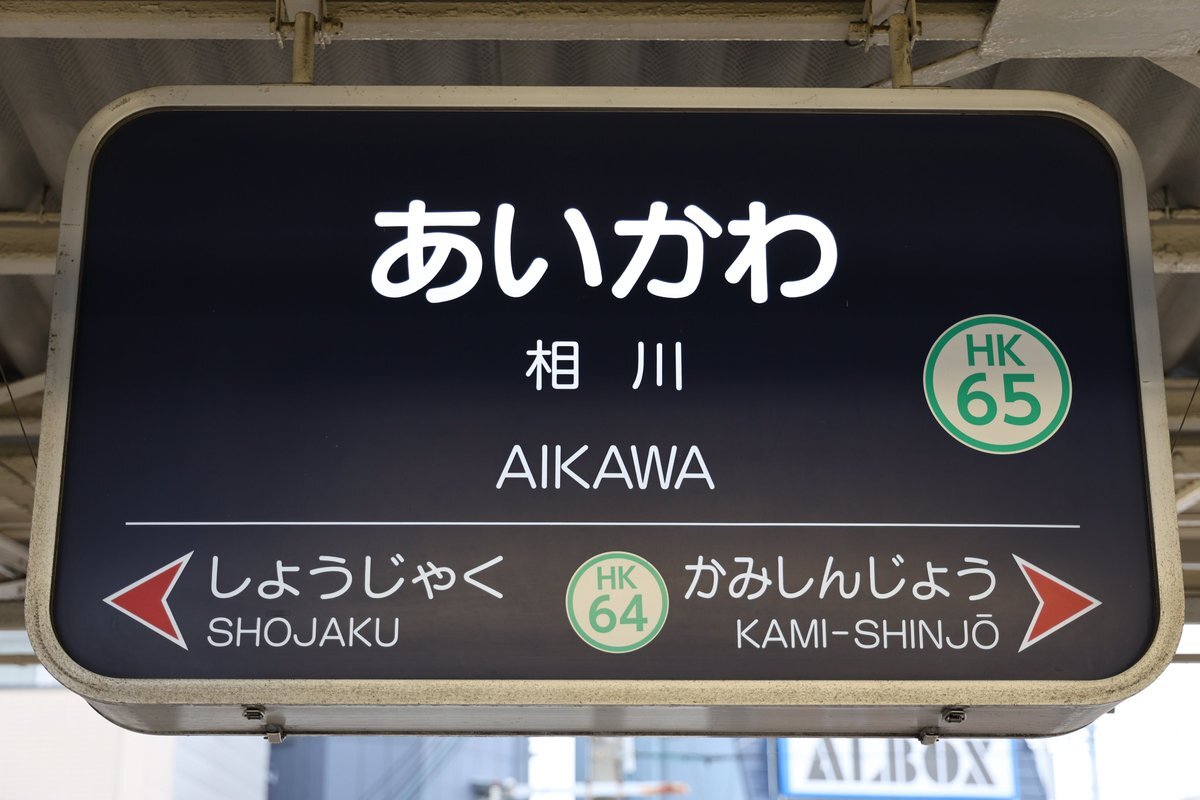 あいかわ
相川
AIKAWA
HK
65
しょうじゃく
SHOJAKU
HK
64
かみしんじょう
KAMI-SHINJŌ
ALBOX